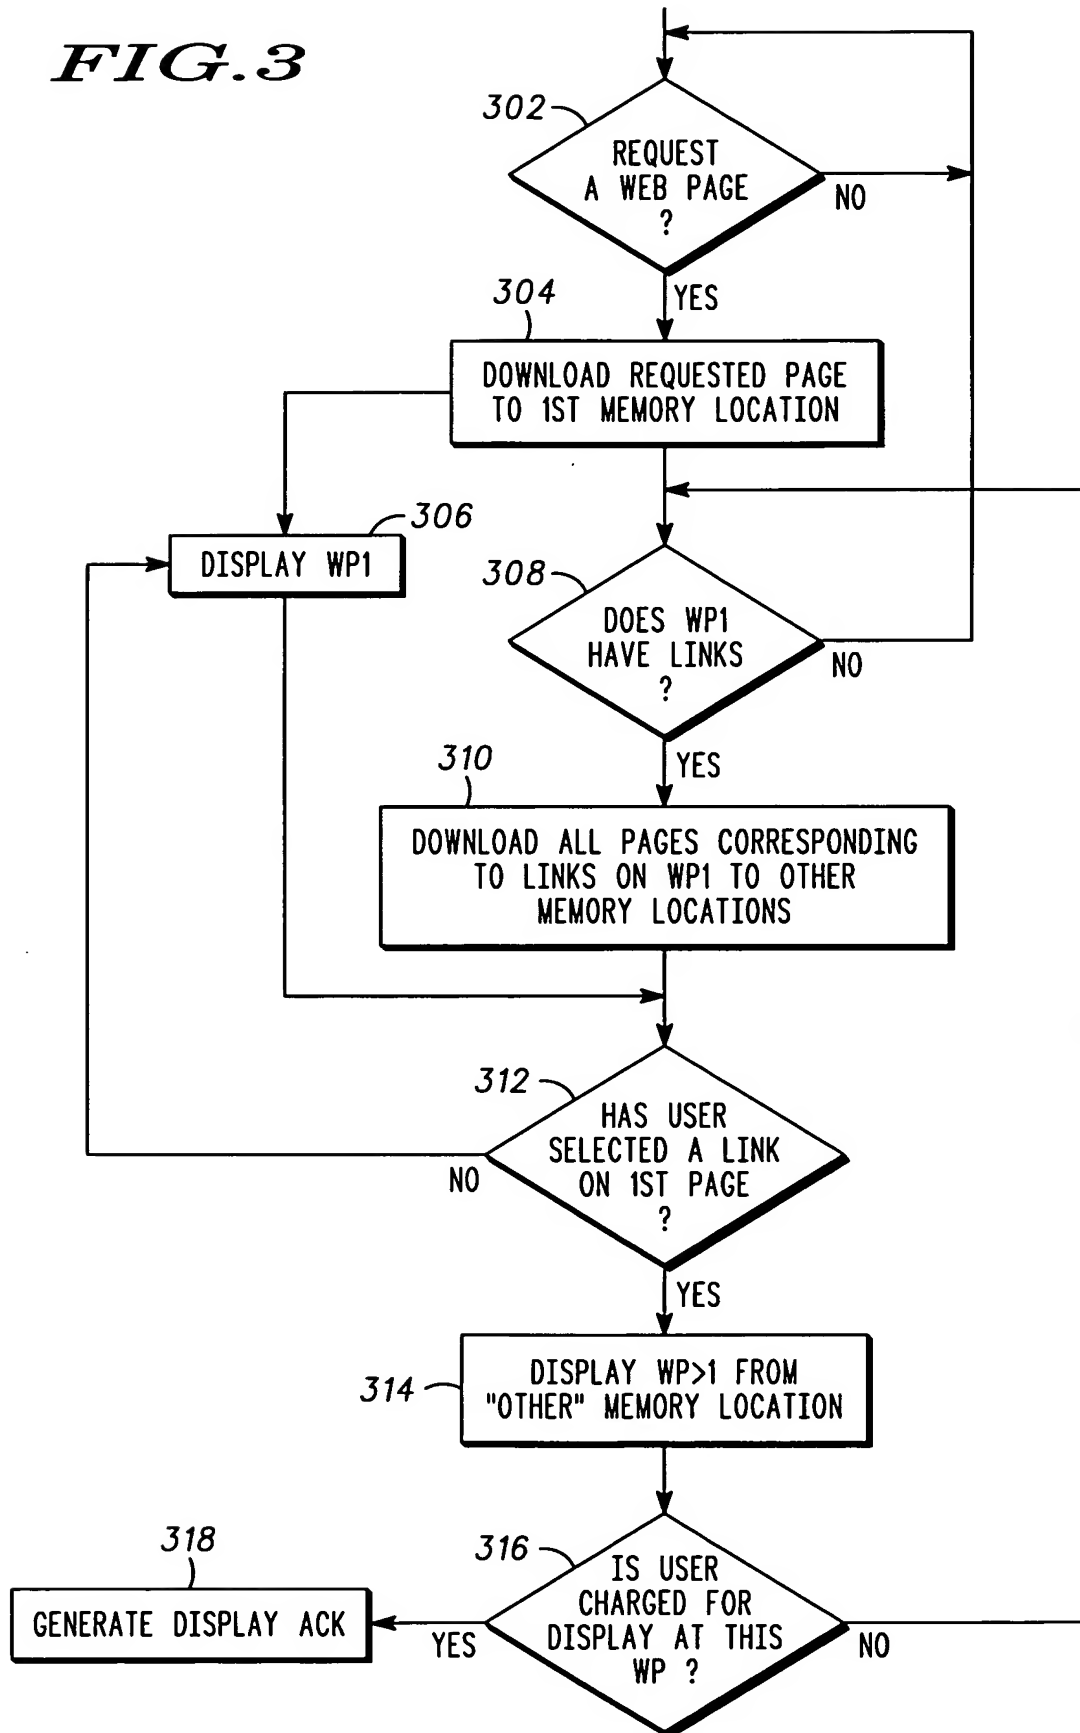 FIG.3
302
REQUEST
A WEB PAGE
?
NO
YES
304
DOWNLOAD REQUESTED PAGE
TO 1ST MEMORY LOCATION
306
DISPLAY WP1
308
DOES WP1
HAVE LINKS
?
NO
YES
310
DOWNLOAD ALL PAGES CORRESPONDING
TO LINKS ON WP1 TO OTHER
MEMORY LOCATIONS
312
HAS USER
SELECTED A LINK
ON 1ST PAGE
?
NO
YES
314
DISPLAY WP>1 FROM
"OTHER" MEMORY LOCATION
316
IS USER
CHARGED FOR
DISPLAY AT THIS
WP ?
YES
NO
318
GENERATE DISPLAY ACK